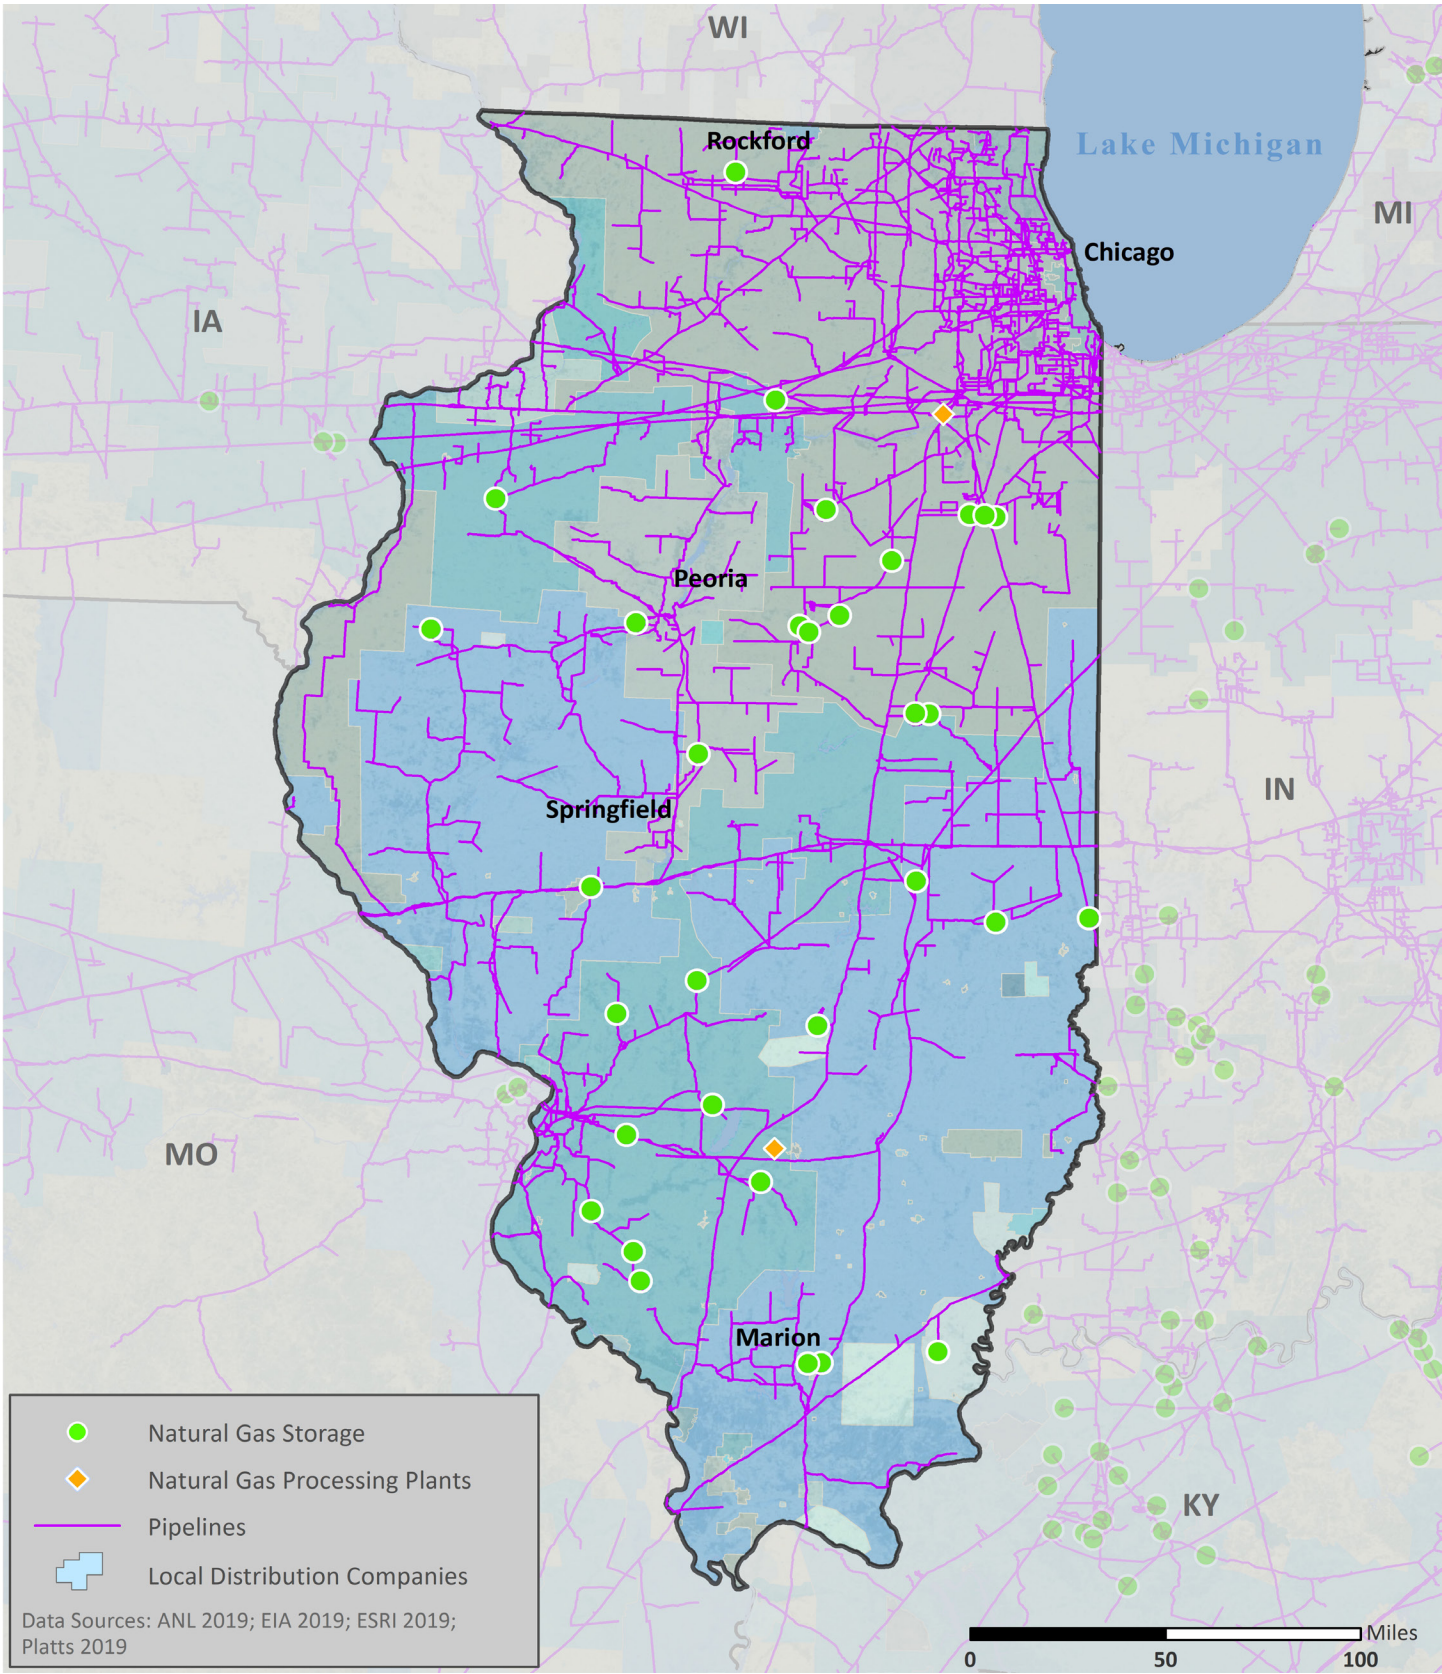 WI
Rockford
Lake Michigan
MI
Chicago
IA
Peoria
IN
Springfield
MO
Marion
KY
Natural Gas Storage
Natural Gas Processing Plants
Pipelines
Local Distribution Companies
Data Sources: ANL 2019; EIA 2019; ESRI 2019;
Platts 2019
Miles
0 50 100